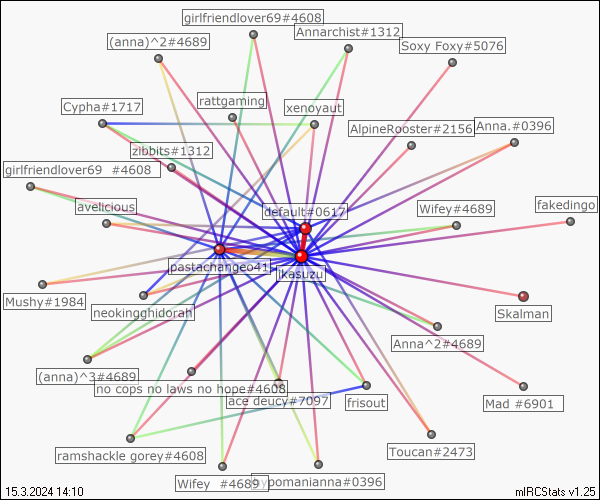 girlfriendlover69#4608
Annarchist#1312
(anna)^2#4689
Soxy Foxy#5076
rattgaming
Cypha#1717
xenoyaut
AlpineRooster#2156
Anna.#0396
zibbits#1312
girlfriendlover69 #4608
avelicious
default#0617
Wifey#4689
fakedingo
pastachangeo41
jkasuzu
Mushy#1984
neokingghidorah
Skalman
Anna^2#4689
(anna)^3#4689
no cops no laws no hope#4608
ace deucy#7097
frisout
Mad #6901
Toucan#2473
ramshackle gorey#4608
Wifey #4689
ypomanianna#0396
15.3.2024 14:10
mIRCStats v1.25